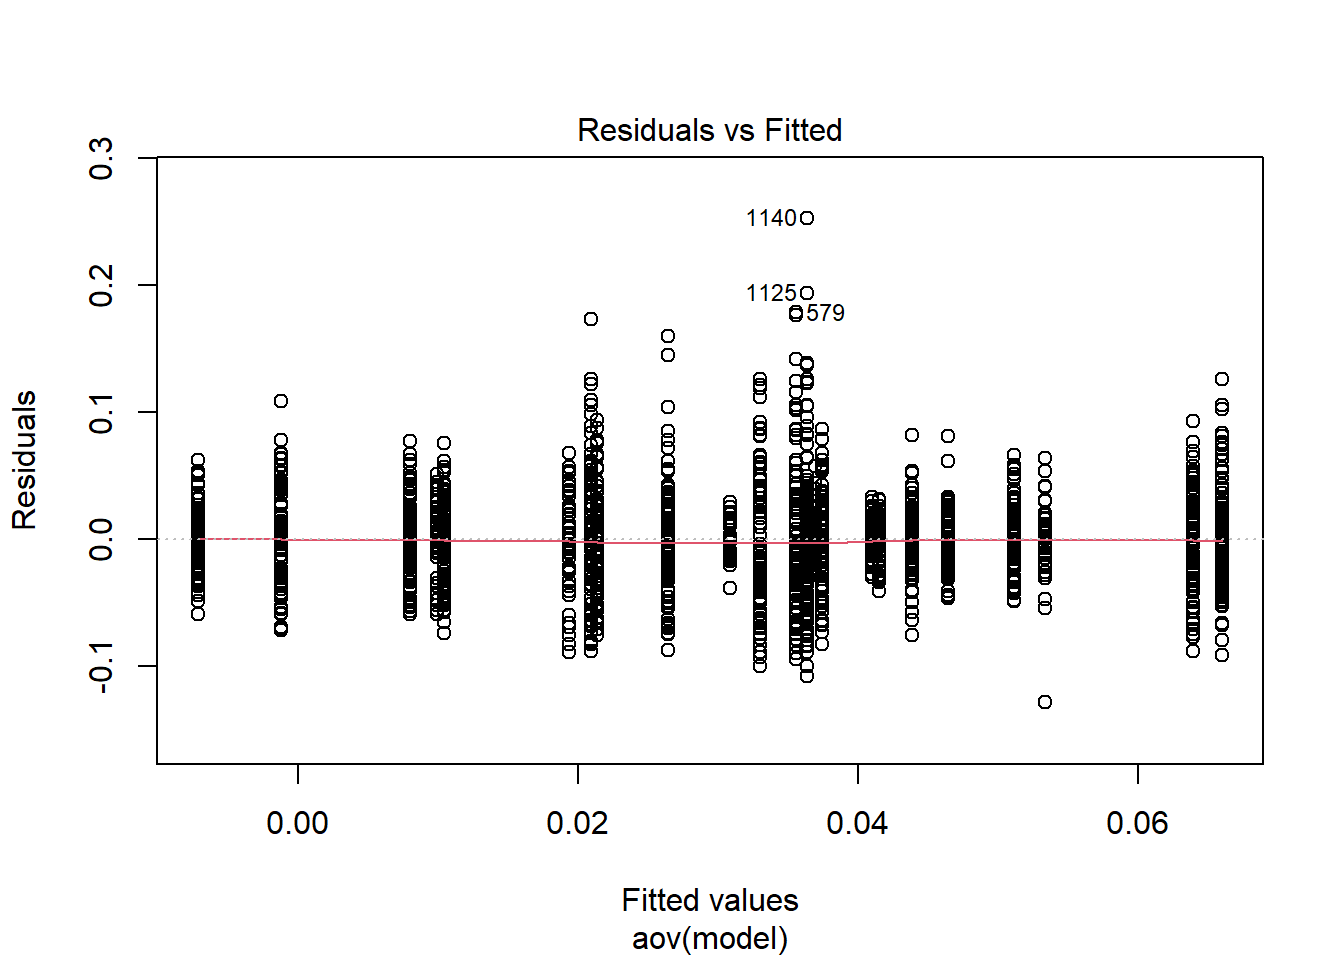 Residuals vs Fitted
0.3
0.2
0.1
0.0
-0.1
Residuals
1140
1125
579
0.00 0.02 0.04 0.06
Fitted values
aov(model)